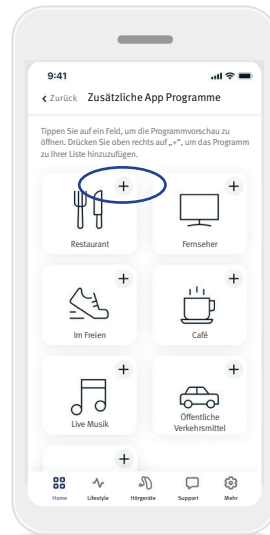 9:41
Zurück Zusätzliche App Programme
Tippen Sie auf ein Feld, um die Programmvorschau zu
öffnen. Drücken Sie oben rechts auf „+“, um das Programm
zu Ihrer Liste hinzuzufügen.
+ +
Restaurant Fernseher
+ +
Im Freien Café
+ +
Live Musik Öffentliche
Verkehrsmittel
+
Home Lifestyle Hörgeräte Support Mehr